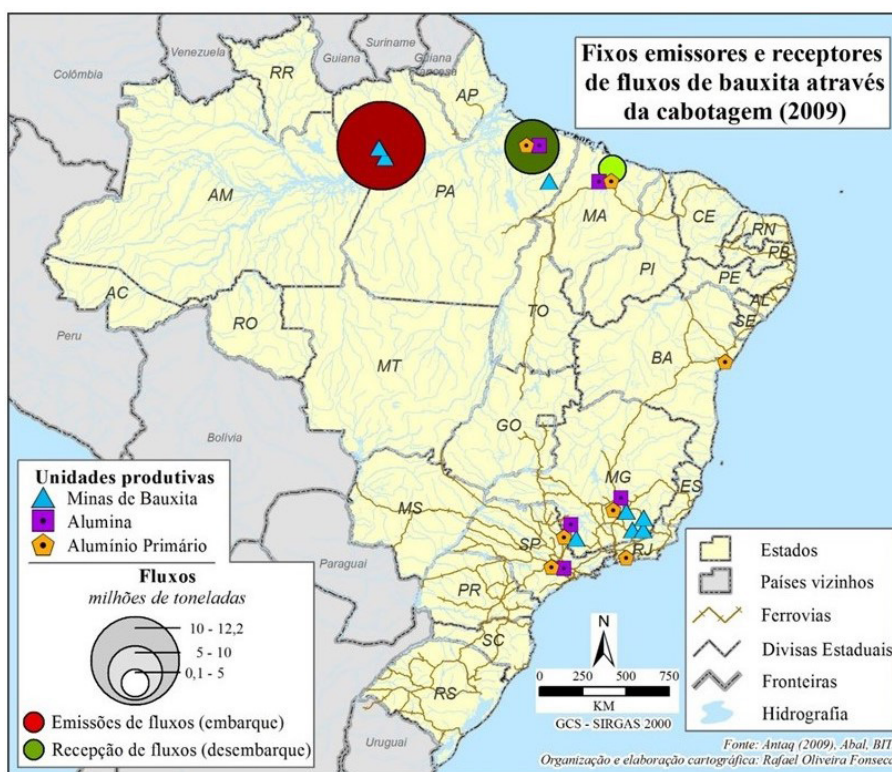 Fixos emissores e receptores
de fluxos de bauxita através
da cabotagem (2009)
Venezuela
Suriname
Guiana
Guiana
Francesa
Colômbia
RR
AP
AM
PA
MA
CE
RN
PB
PE
AL
SE
PI
AC
RO
TO
BA
MT
Peru
Bolívia
GO
MG
ES
MS
SP
RJ
Paraguai
PR
SC
RS
Uruguai
Unidades produtivas
Minas de Bauxita
Alumina
Alumínio Primário
Fluxos
milhões de toneladas
10 - 12,2
5 - 10
0,1 - 5
Emissões de fluxos (embarque)
Recepção de fluxos (desembarque)
N
0 250 500 750
KM
GCS - SIRGAS 2000
Estados
Países vizinhos
Ferrovias
Divisas Estaduais
Fronteiras
Hidrografia
Fonte: Antaq (2009), Abal, BIT
Organização e elaboração cartográfica: Rafael Oliveira Fonseca